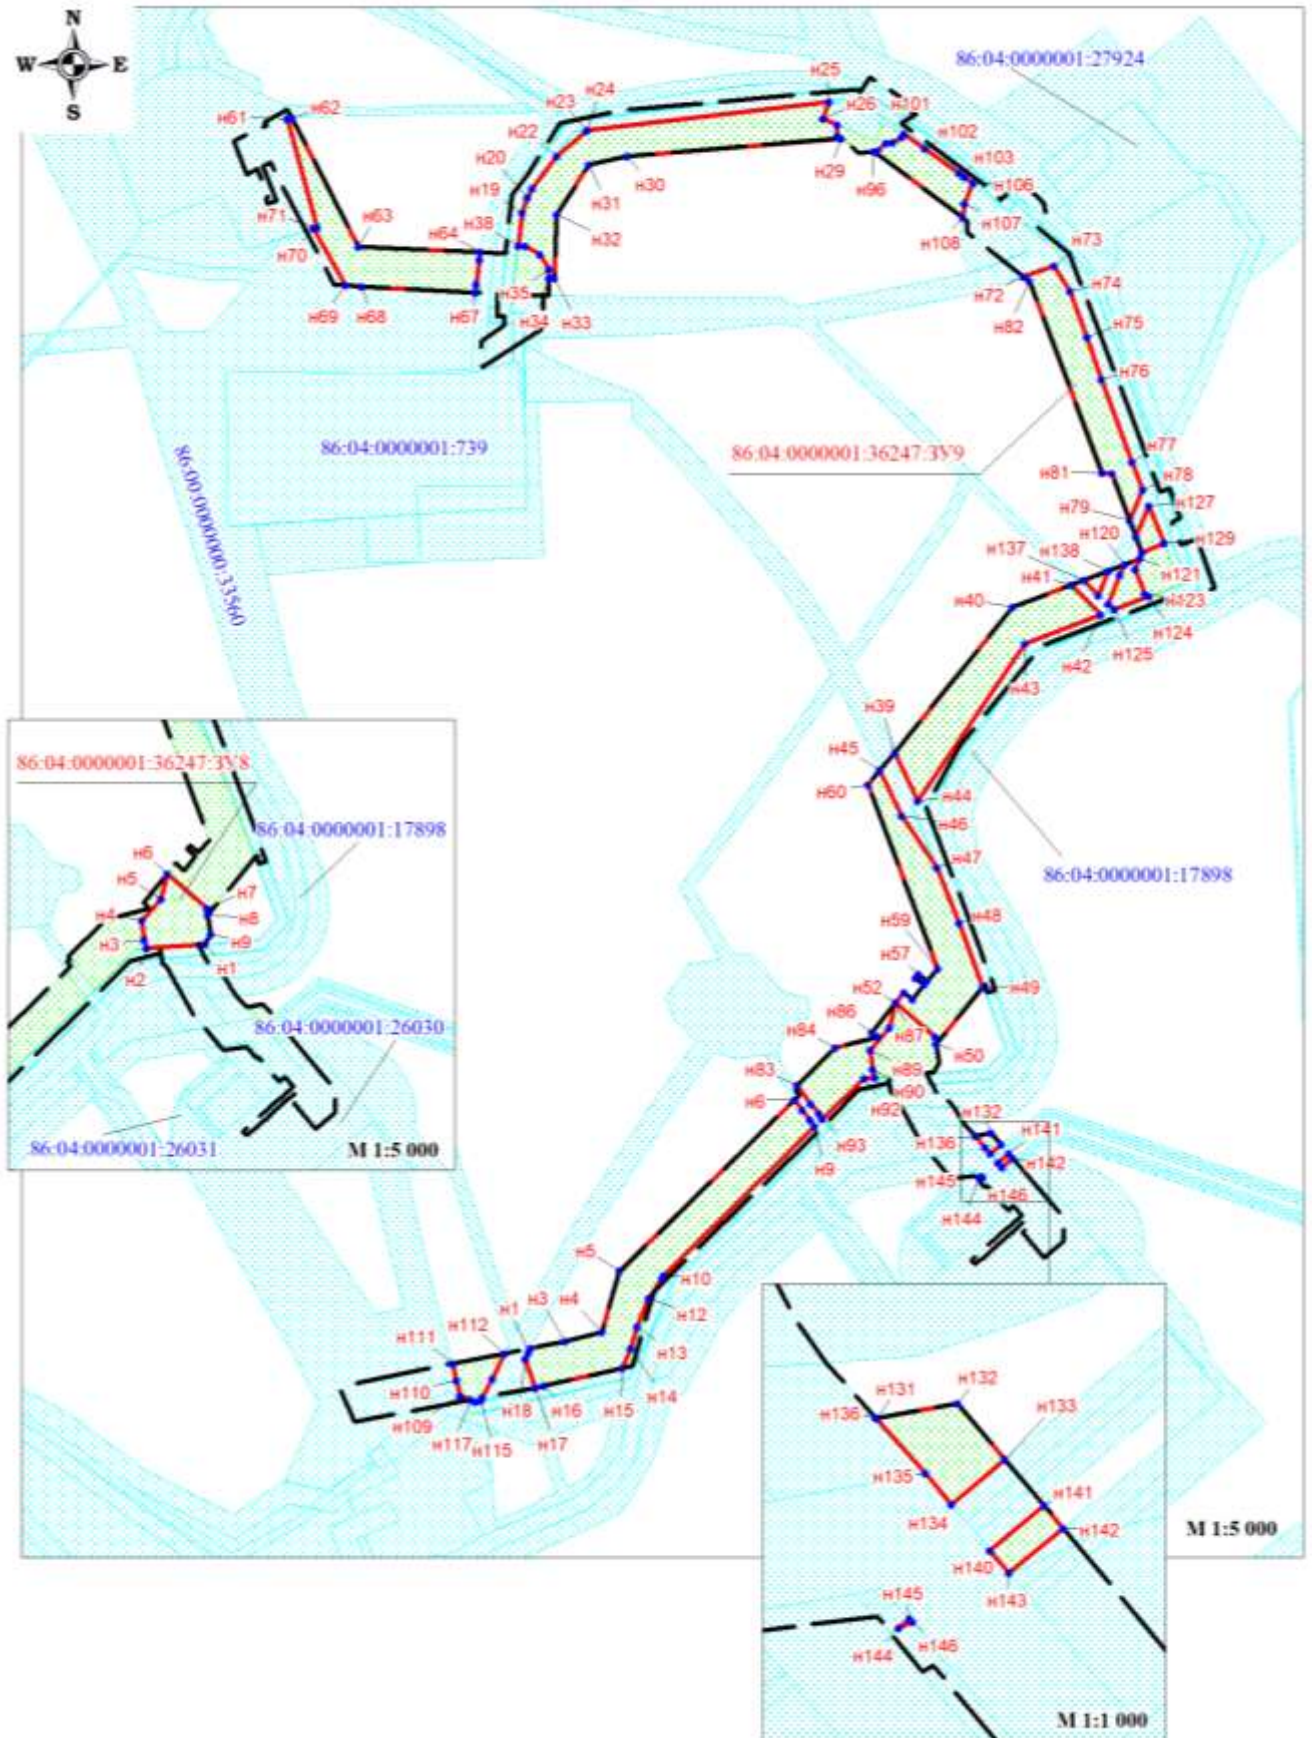 N
W E
S
н25
н24
н23
н26
н101
86:04:0000001:27924
н61
н62
н22
н102
н20
н29
н103
н19
н30
н96
н106
н71
н63
н38
н64
н31
н107
н32
н108
н70
н73
н35
н72
н74
н69
н68
н67
н34
н33
н82
н75
н76
86:00:0000000:33560
86:04:0000001:739
86:04:0000001:36247:ЗУ9
н77
н81
н78
н79
н127
н120
н129
н137
н138
н41
н121
н40
н123
н124
н125
н42
н43
н39
н45
н60
н44
н46
н47
86:04:0000001:17898
н48
н59
н57
н49
н52
н86
н84
н87
н50
н83
н89
н90
н6
н92
н132
н141
н136
н93
н142
н9
н145
н146
н144
86:04:0000001:36247:ЗУ8
86:04:0000001:17898
н6
н5
н7
н4
н8
н3
н9
н2
н1
86:04:0000001:26030
86:04:0000001:26031
М 1:5 000
н5
н10
н4
н3
н12
н1
н112
н111
н13
н110
н14
н18
н16
н15
н109
н117
н17
н115
н131
н132
н136
н133
н135
н141
н134
н142
М 1:5 000
н140
н143
н145
н146
н144
М 1:1 000